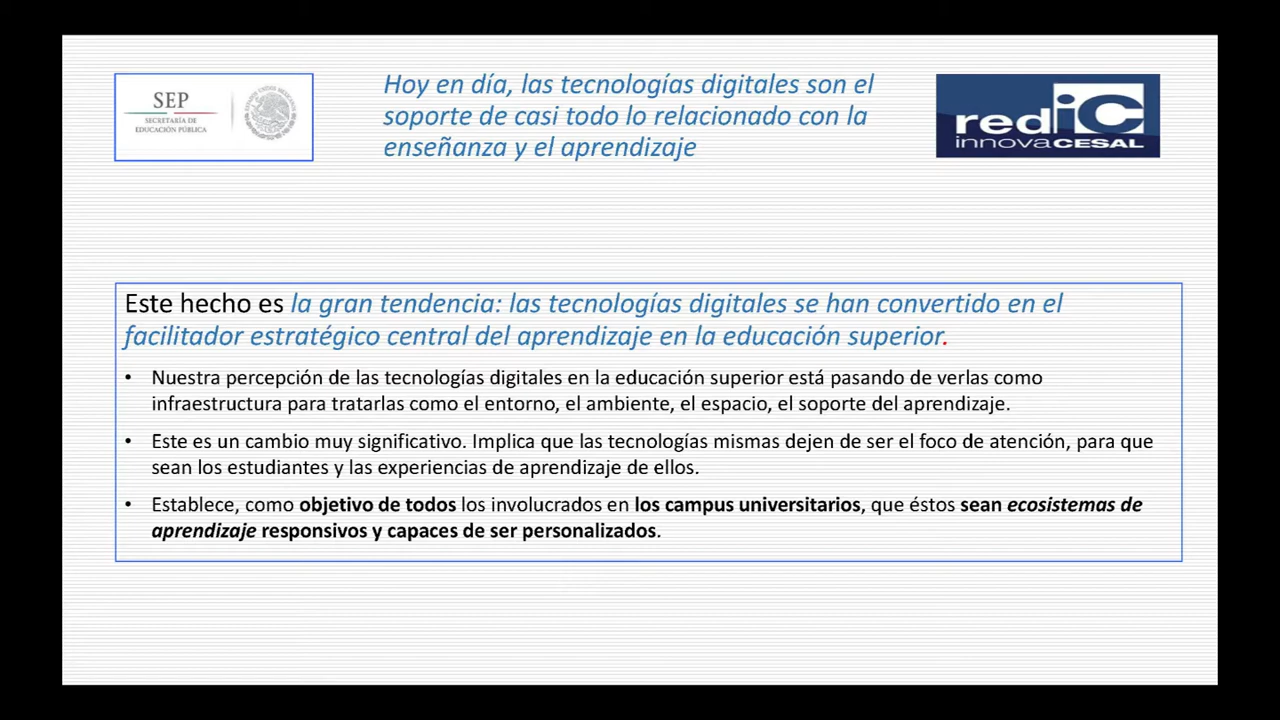 SEP
SECRETARÍA DE
EDUCACIÓN PÚBLICA
Hoy en día, las tecnologías digitales son el
soporte de casi todo lo relacionado con la
enseñanza y el aprendizaje
rediC
innovaCESAL
Este hecho es la gran tendencia: las tecnologías digitales se han convertido en el
facilitador estratégico central del aprendizaje en la educación superior.
• Nuestra percepción de las tecnologías digitales en la educación superior está pasando de verlas como
infraestructura para tratarlas como el entorno, el ambiente, el espacio, el soporte del aprendizaje.
• Este es un cambio muy significativo. Implica que las tecnologías mismas dejen de ser el foco de atención, para que
sean los estudiantes y las experiencias de aprendizaje de ellos.
• Establece, como objetivo de todos los involucrados en los campus universitarios, que éstos sean ecosistemas de
aprendizaje responsivos y capaces de ser personalizados.